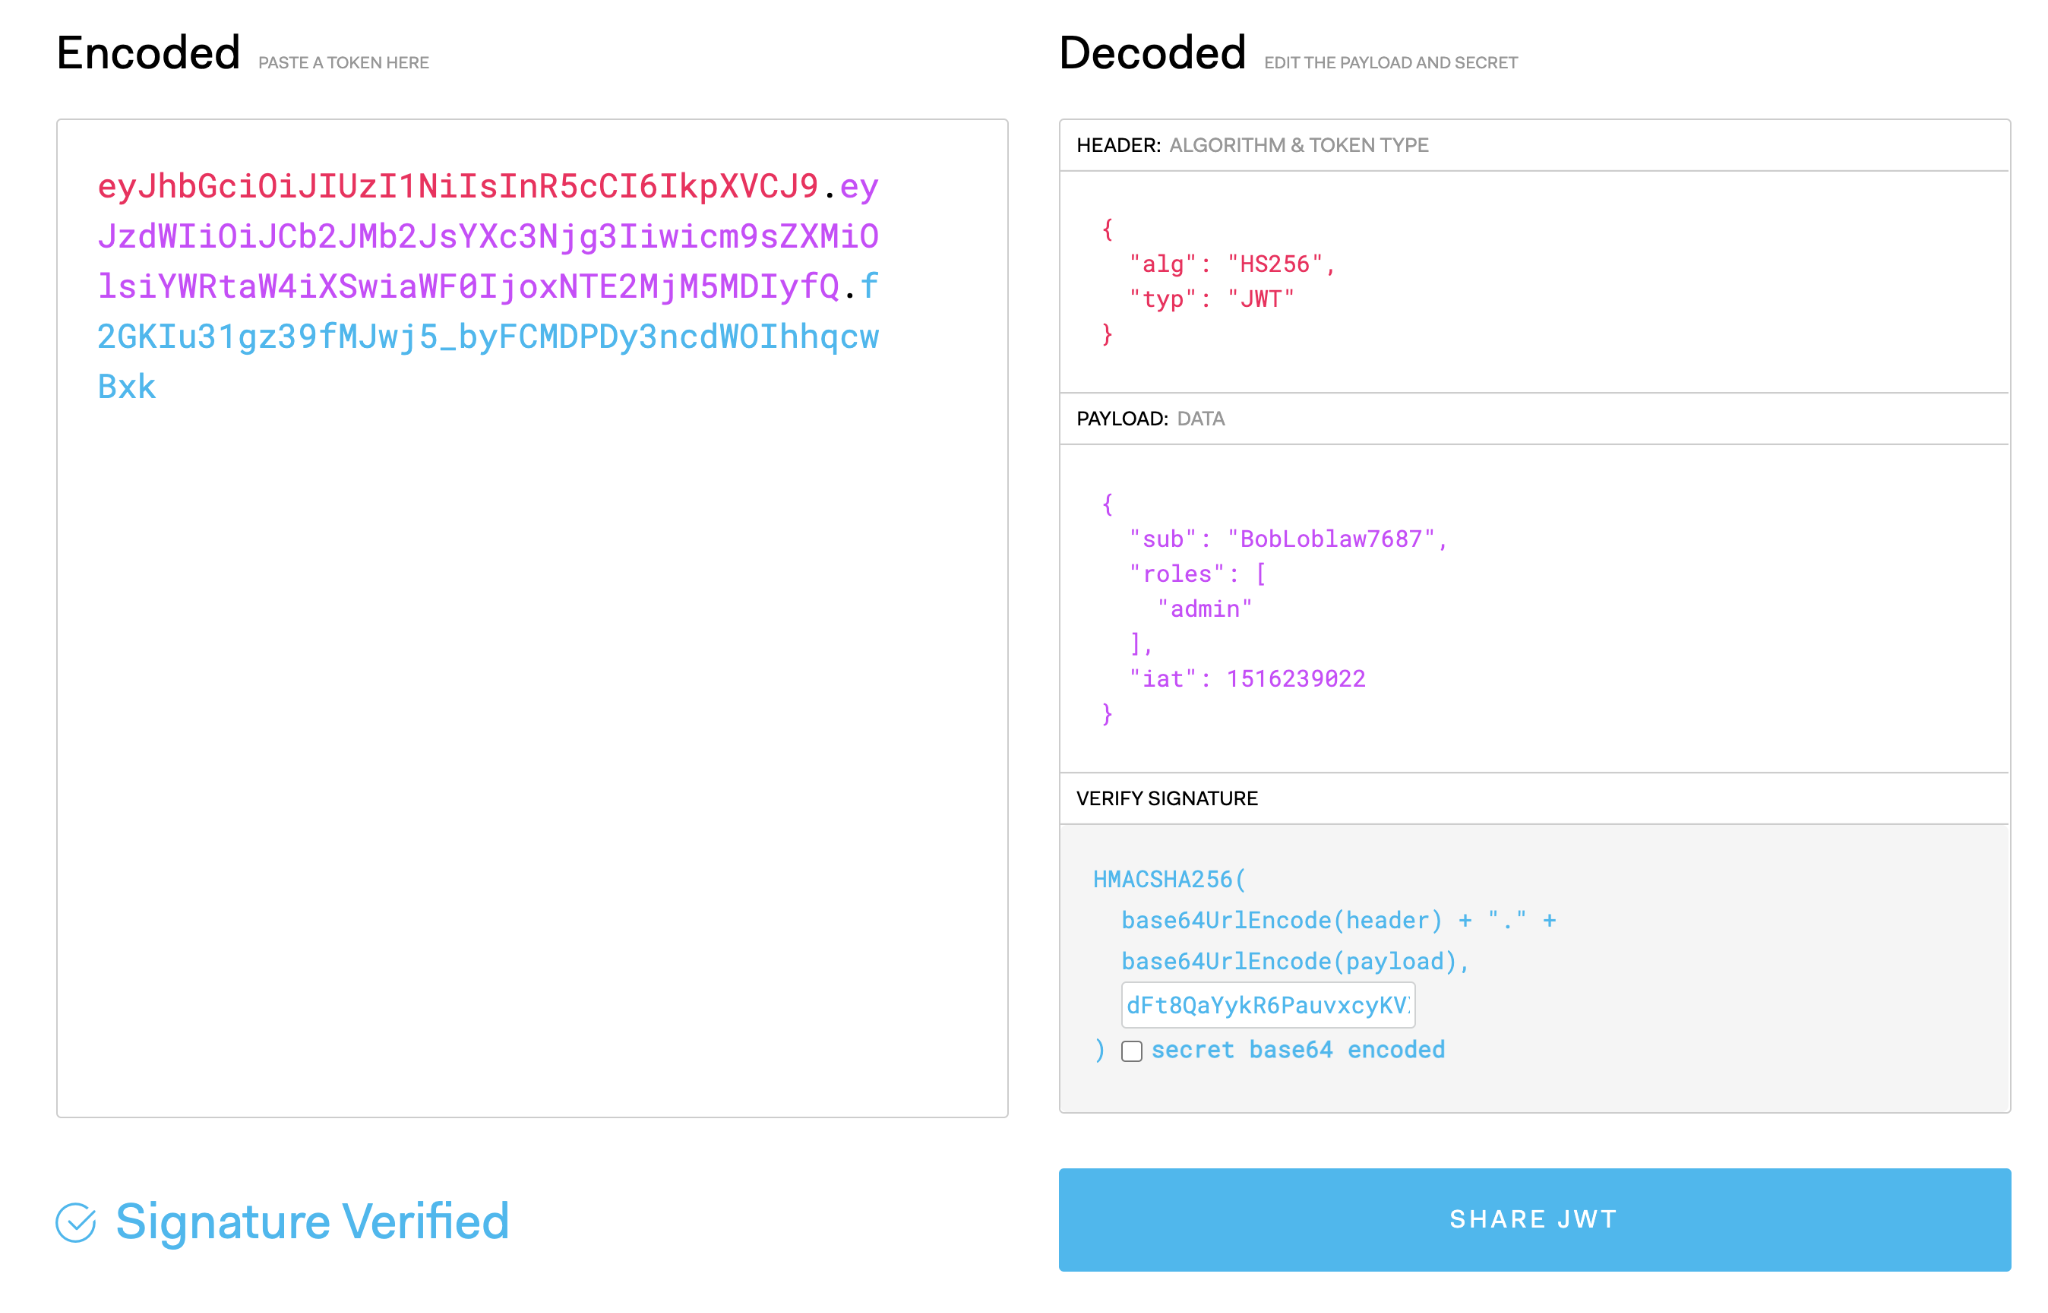 Encoded PASTE A TOKEN HERE
eyJhbGciOiJIUzI1NiIsInR5cCI6IkpXVCJ9.ey
JzdWIiOiJCb2JMb2JsYXc3Njg3Iiwicm9sZXMiO
lsiYWRtaW4iXSwiaWF0IjoxNTE2MjM5MDIyfQ.f
2GKIu31gz39fMJwj5_byFCMDPDy3ncdWOIhhqcw
Bxk
Signature Verified
Decoded EDIT THE PAYLOAD AND SECRET
HEADER: ALGORITHM & TOKEN TYPE
{
"alg": "HS256",
"typ": "JWT"
}
PAYLOAD: DATA
{
"sub": "BobLoblaw7687",
"roles": [
"admin"
],
"iat": 1516239022
}
VERIFY SIGNATURE
HMACSHA256(
base64UrlEncode(header) + "." +
base64UrlEncode(payload),
dFt8QaYykR6PauvxcyKV
) secret base64 encoded
SHARE JWT